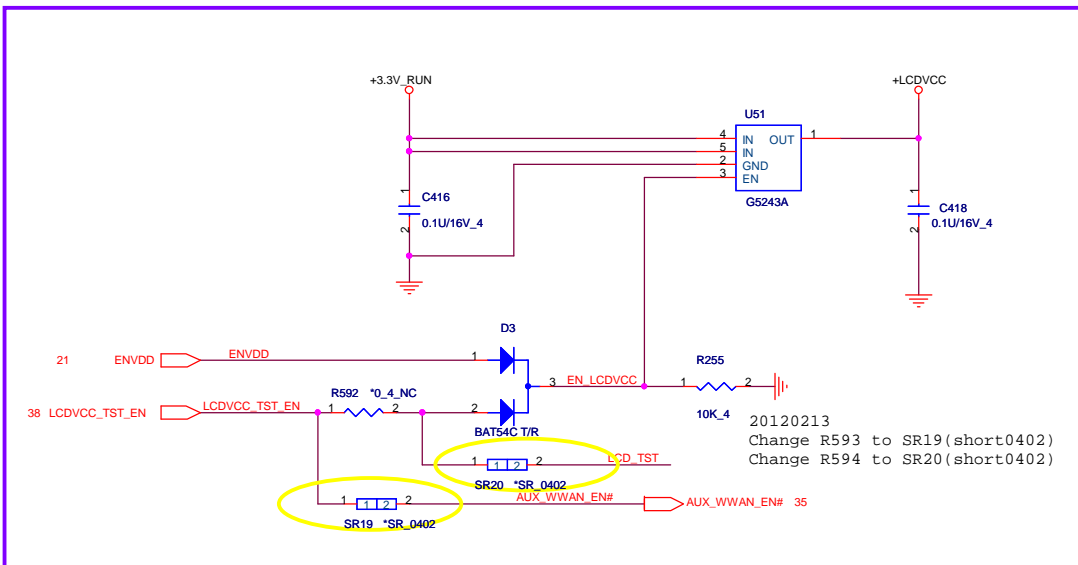 +3.3V_RUN
+LCDVCC
U51
4 IN OUT 1
5 IN
2 GND
3 EN
G5243A
1
C416
0.1U/16V_4
2
1
C418
0.1U/16V_4
2
D3
21 ENVDD ENVDD 1
R255
R592 *0_4_NC
3 EN_LCDVCC 1 2
38 LCDVCC_TST_EN LCDVCC_TST_EN 1 2 2
10K_4
BAT54C T/R
20120213
Change R593 to SR19(short0402)
Change R594 to SR20(short0402)
1 1 2 2 LCD_TST
SR20 *SR_0402
1 1 2 2 AUX_WWAN_EN# AUX_WWAN_EN# 35
SR19 *SR_0402